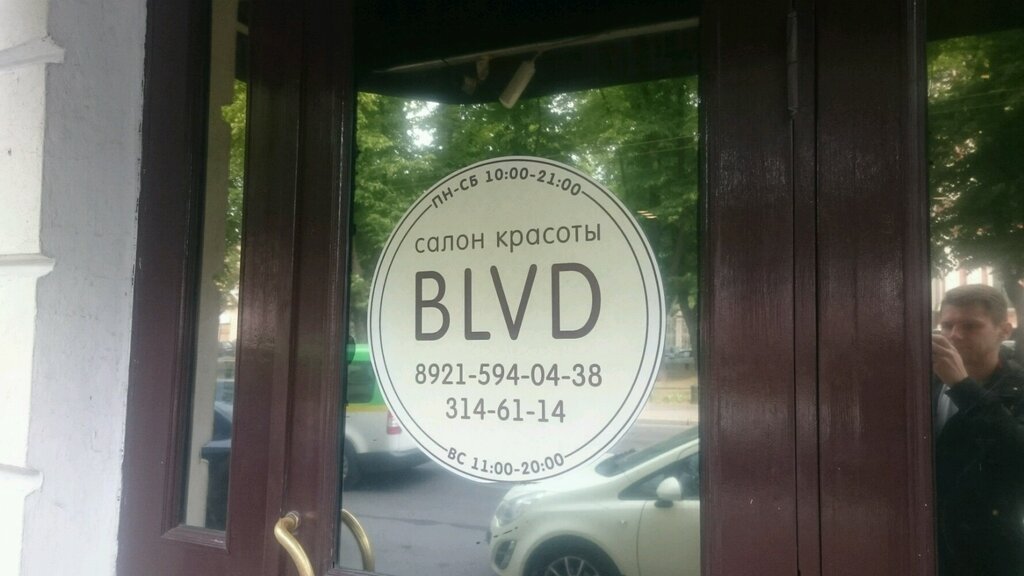 ПН-СБ 10:00-21:00
салон красоты
BLVD
8921-594-04-38
314-61-14
ВС 11:00-20:00